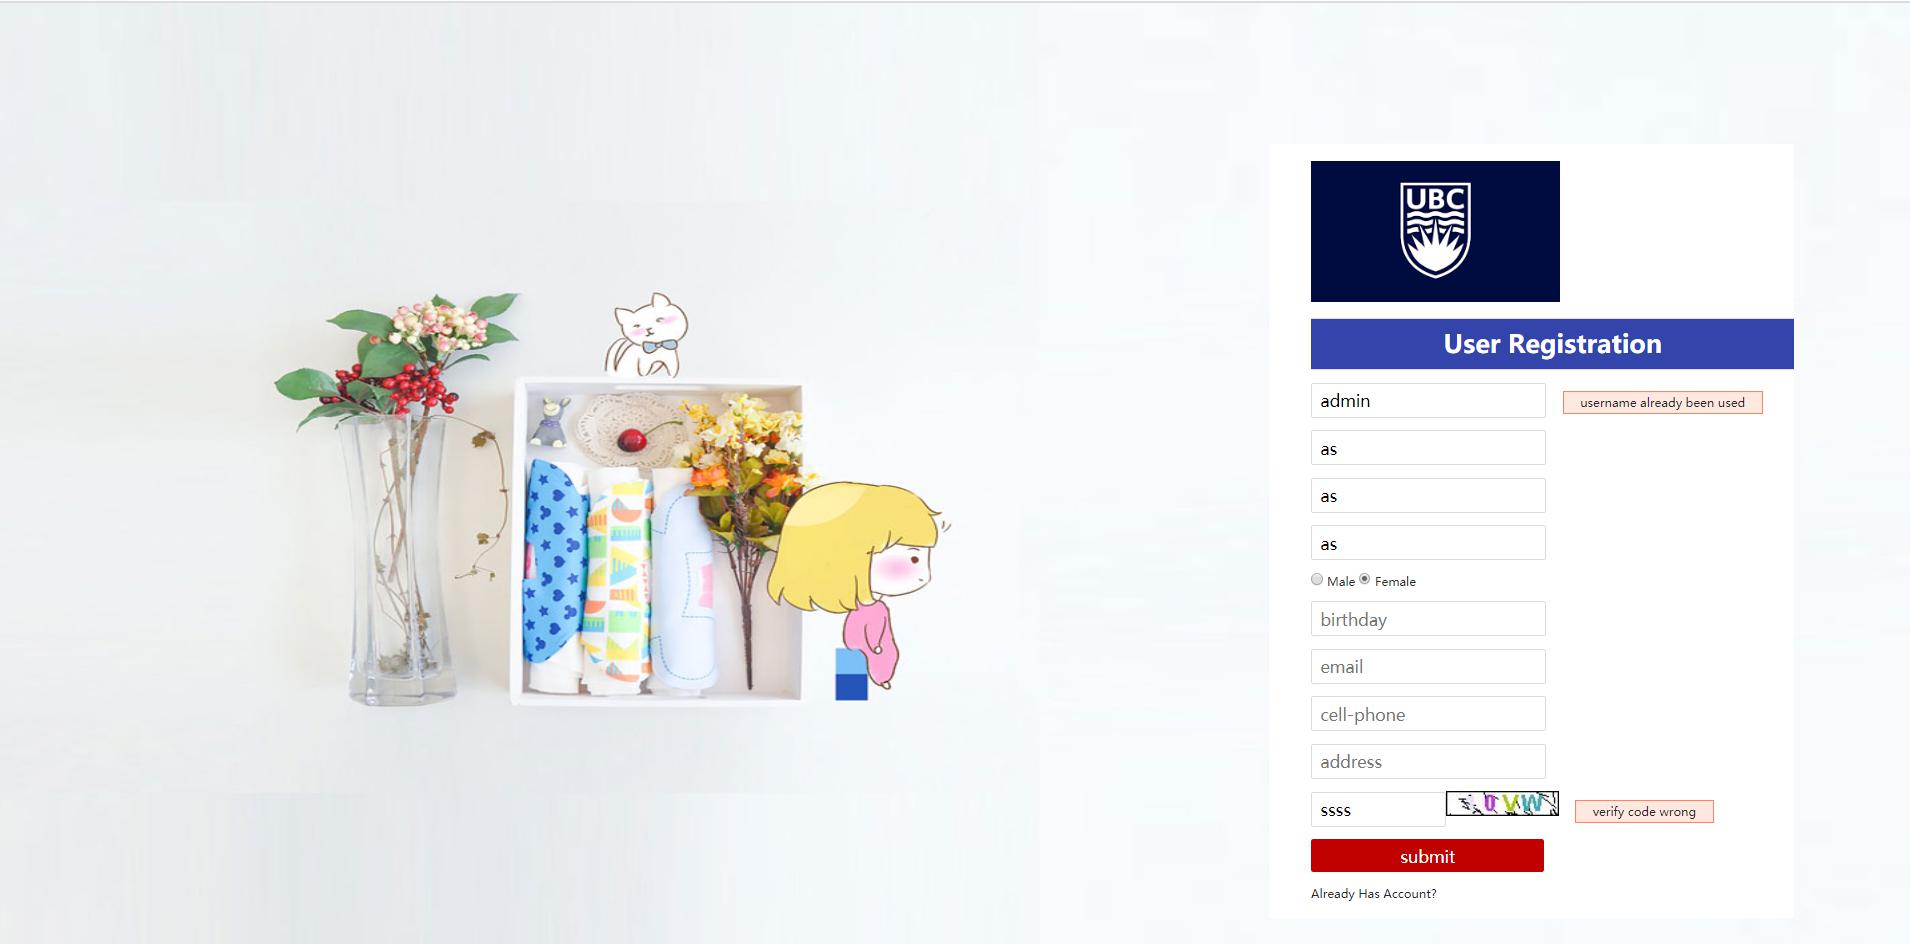 UBC
User Registration
admin
username already been used
as
as
as
Male Female
birthday
email
cell-phone
address
ssss
verify code wrong
submit
Already Has Account?